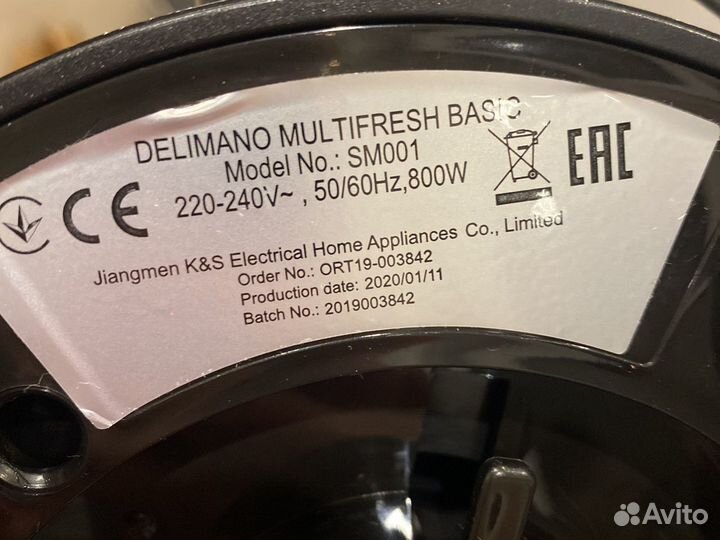 DELIMANO MULTIFRESH BASIC
Model No.: SM001
220-240V~ , 50/60Hz,800W
CE
EAC
Jiangmen K&S Electrical Home Appliances Co., Limited
Order No.: ORT19-003842
Production date: 2020/01/11
Batch No.: 2019003842
Avito